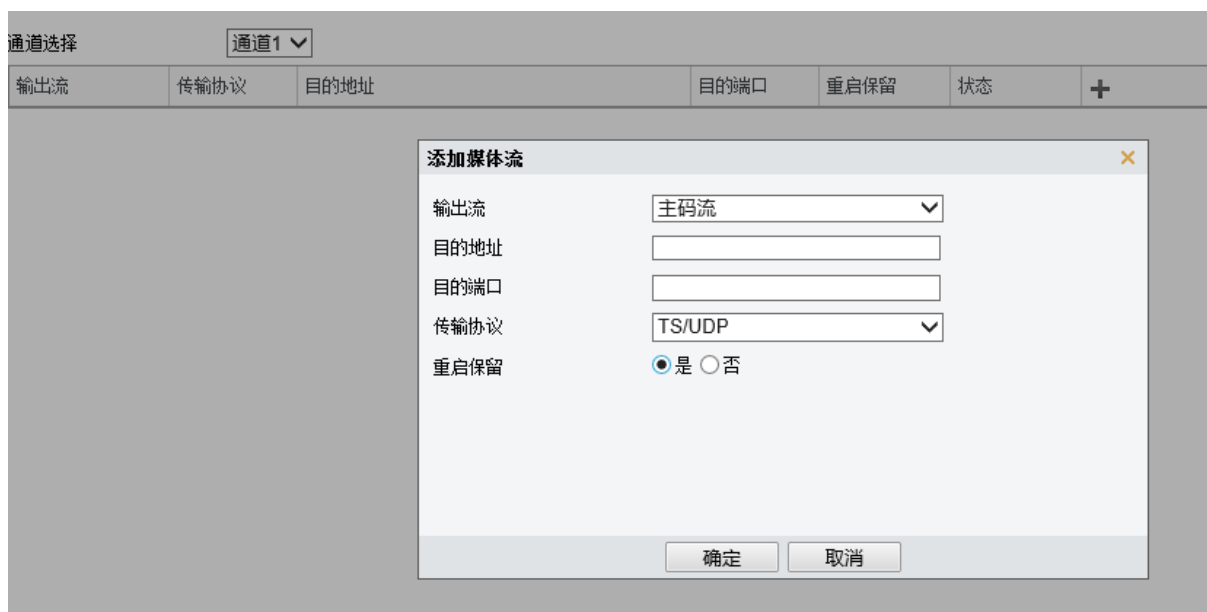 通道选择 通道1
输出流 传输协议 目的地址 目的端口 重启保留 状态
添加媒体流
输出流 主码流
目的地址
目的端口
传输协议 TS/UDP
重启保留 是 否
确定 取消